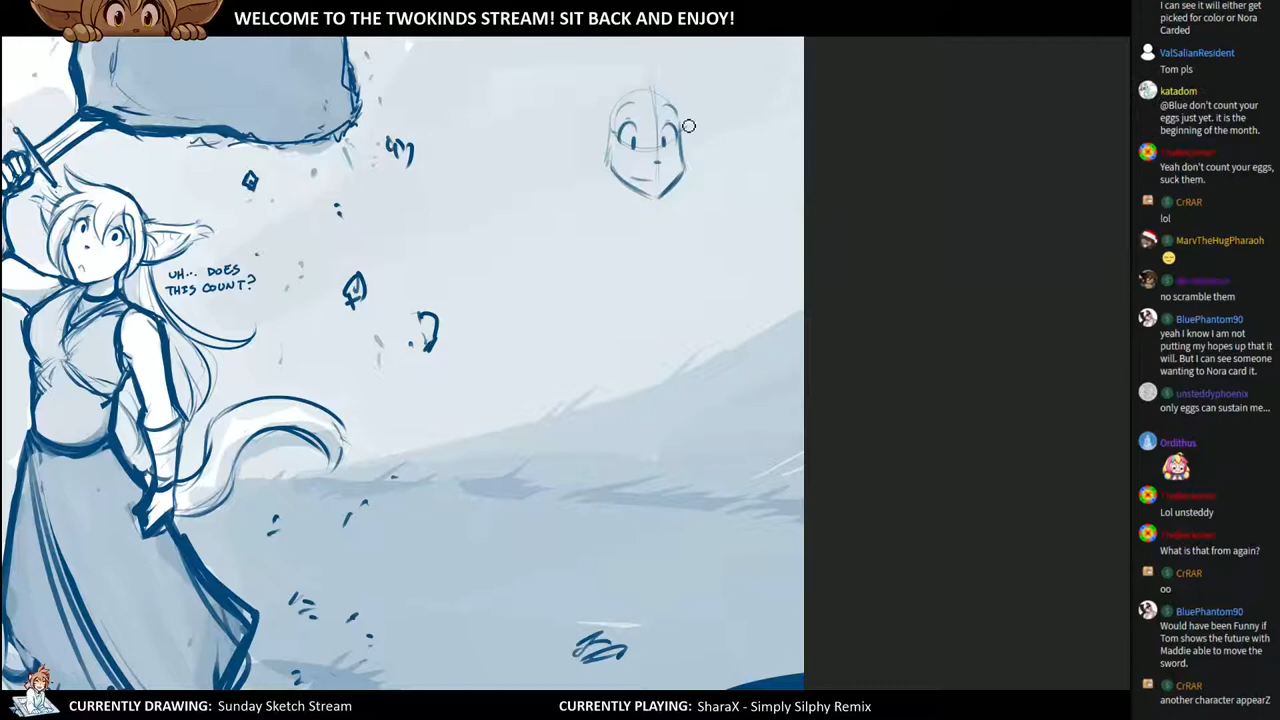 WELCOME TO THE TWOKINDS STREAM! SIT BACK AND ENJOY!
UH... DOES
THIS COUNT?
I can see it will either get
picked for color or Nora
Carded
ValSalianResident
Tom pls
katadom
@Blue don't count your
eggs just yet. it is the
beginning of the month.
Yeah don't count your eggs,
suck them.
CrRAR
lol
MarvTheHugPharaoh
no scramble them
BluePhantom90
yeah I know I am not
putting my hopes up that it
will. But I can see someone
wanting to Nora card it.
unsteddyphoenix
only eggs can sustain me...
Ordithus
Lol unsteddy
What is that from again?
CrRAR
oo
BluePhantom90
Would have been Funny if
Tom shows the future with
Maddie able to move the
sword.
CrRAR
another character appearZ
CURRENTLY DRAWING: Sunday Sketch Stream
CURRENTLY PLAYING: SharaX - Simply Silphy Remix